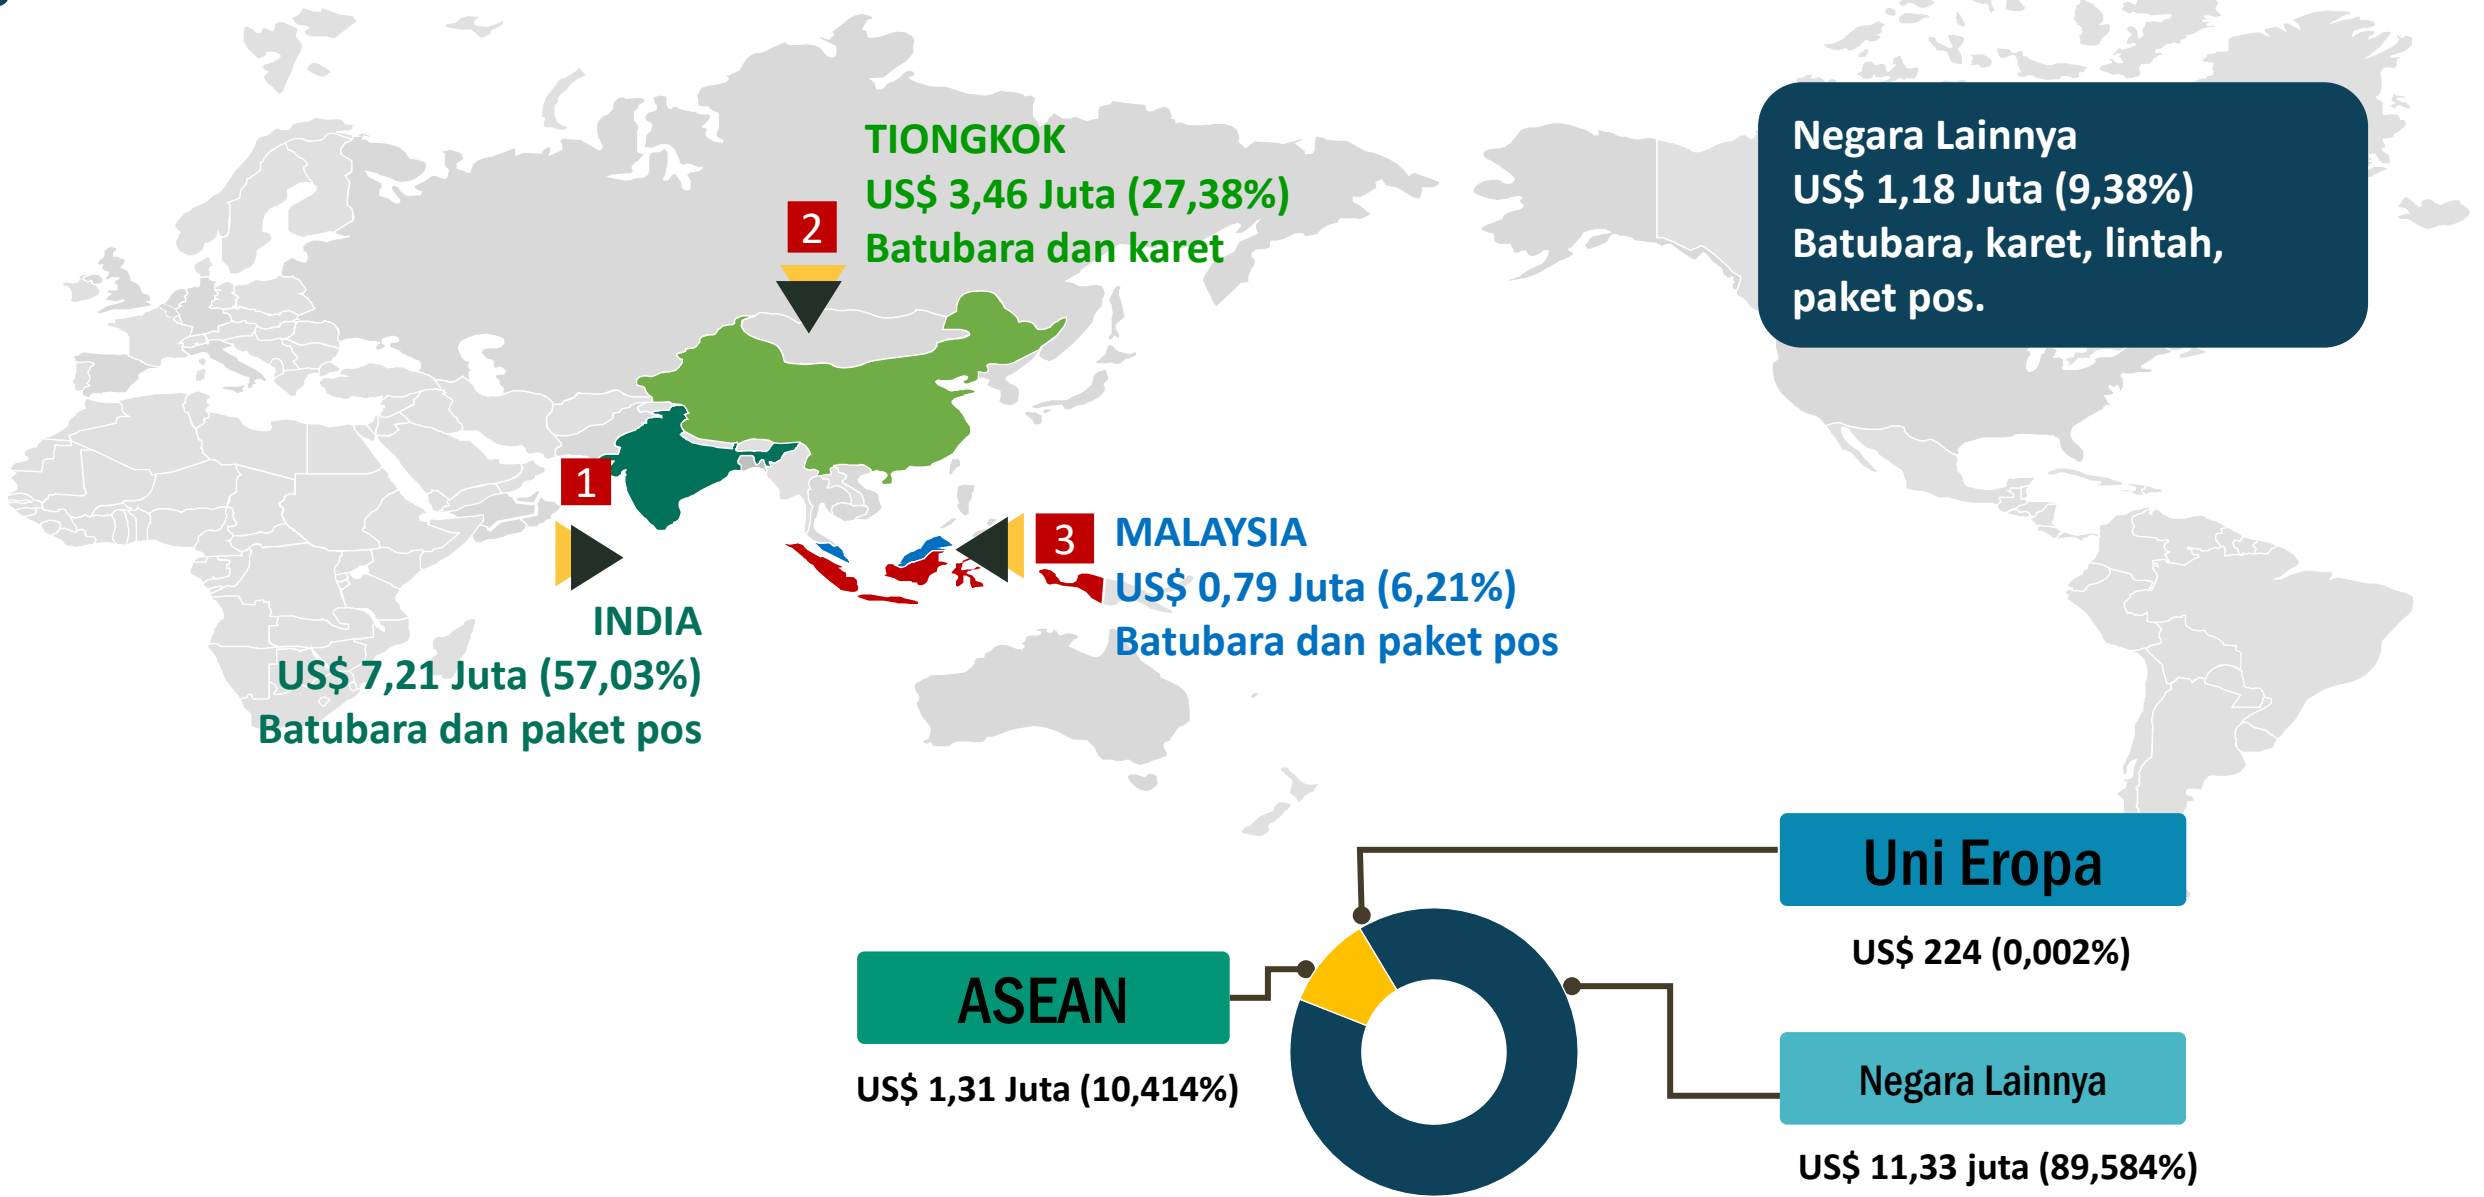 TIONGKOK
US$ 3,46 Juta (27,38%)
Batubara dan karet
2
Negara Lainnya
US$ 1,18 Juta (9,38%)
Batubara, karet, lintah,
paket pos.
1
INDIA
US$ 7,21 Juta (57,03%)
Batubara dan paket pos
3
MALAYSIA
US$ 0,79 Juta (6,21%)
Batubara dan paket pos
Uni Eropa
US$ 224 (0,002%)
ASEAN
US$ 1,31 Juta (10,414%)
Negara Lainnya
US$ 11,33 juta (89,584%)